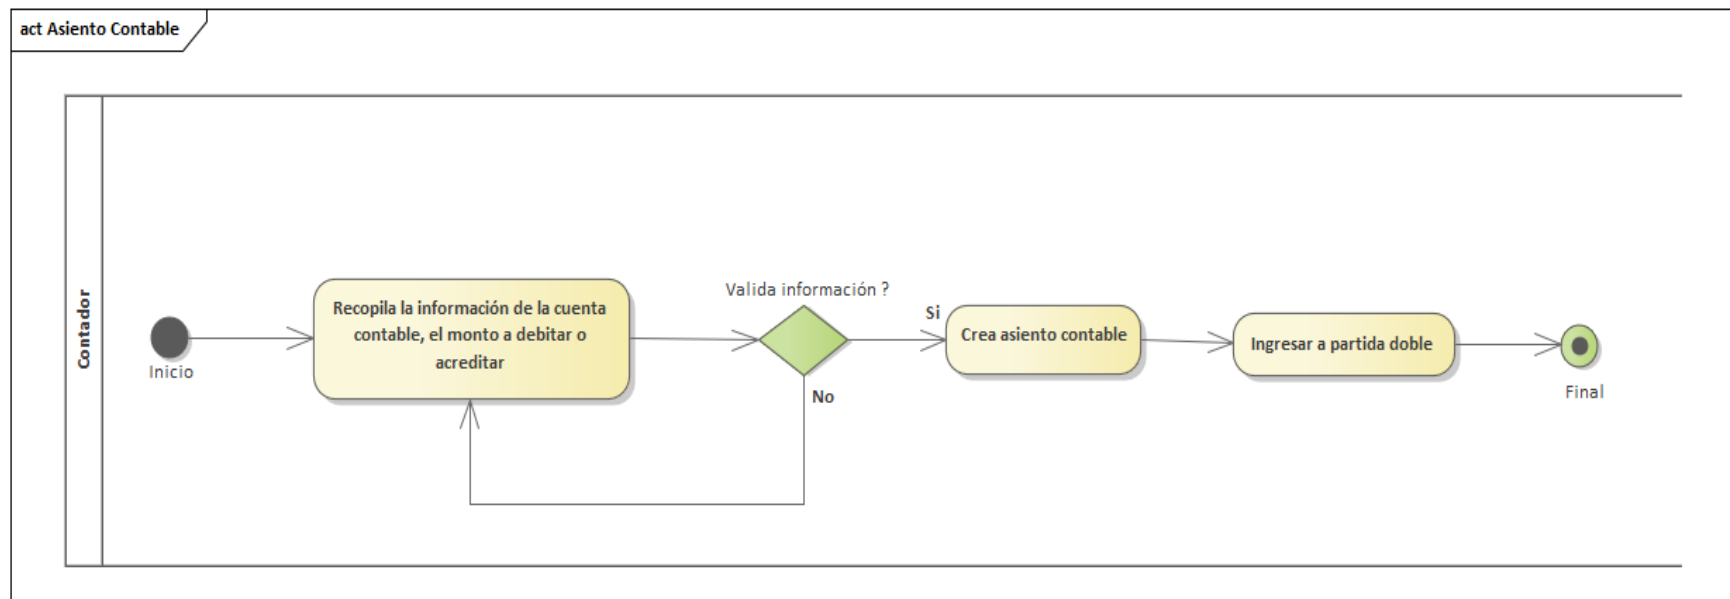 act Asiento Contable
Contador
Inicio
Recopila la información de la cuenta
contable, el monto a debitar o
acreditar
Valida información ?
Si
No
Crea asiento contable
Ingresar a partida doble
Final